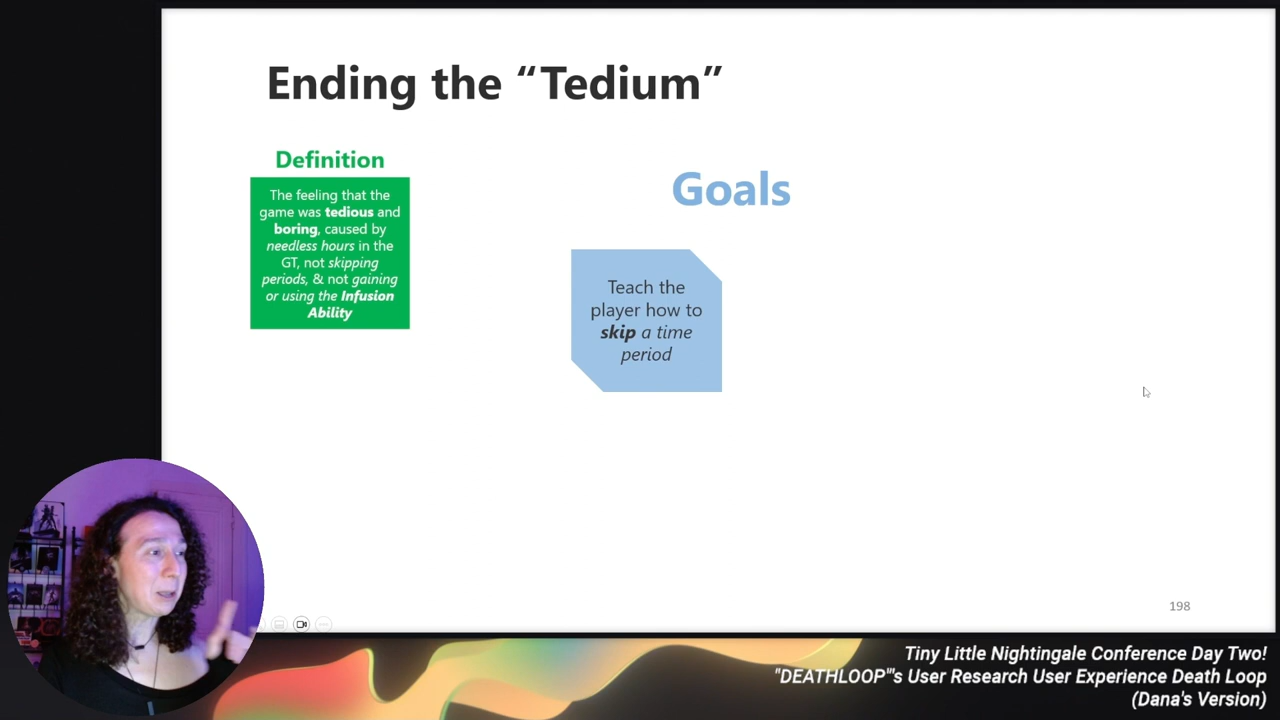 Ending the “Tedium”
Definition
The feeling that the
game was tedious and
boring, caused by
needless hours in the
GT, not skipping
periods, & not gaining
or using the Infusion
Ability
Goals
Teach the
player how to
skip a time
period
198
Tiny Little Nightingale Conference Day Two!
"DEATHLOOP"'s User Research User Experience Death Loop
(Dana's Version)